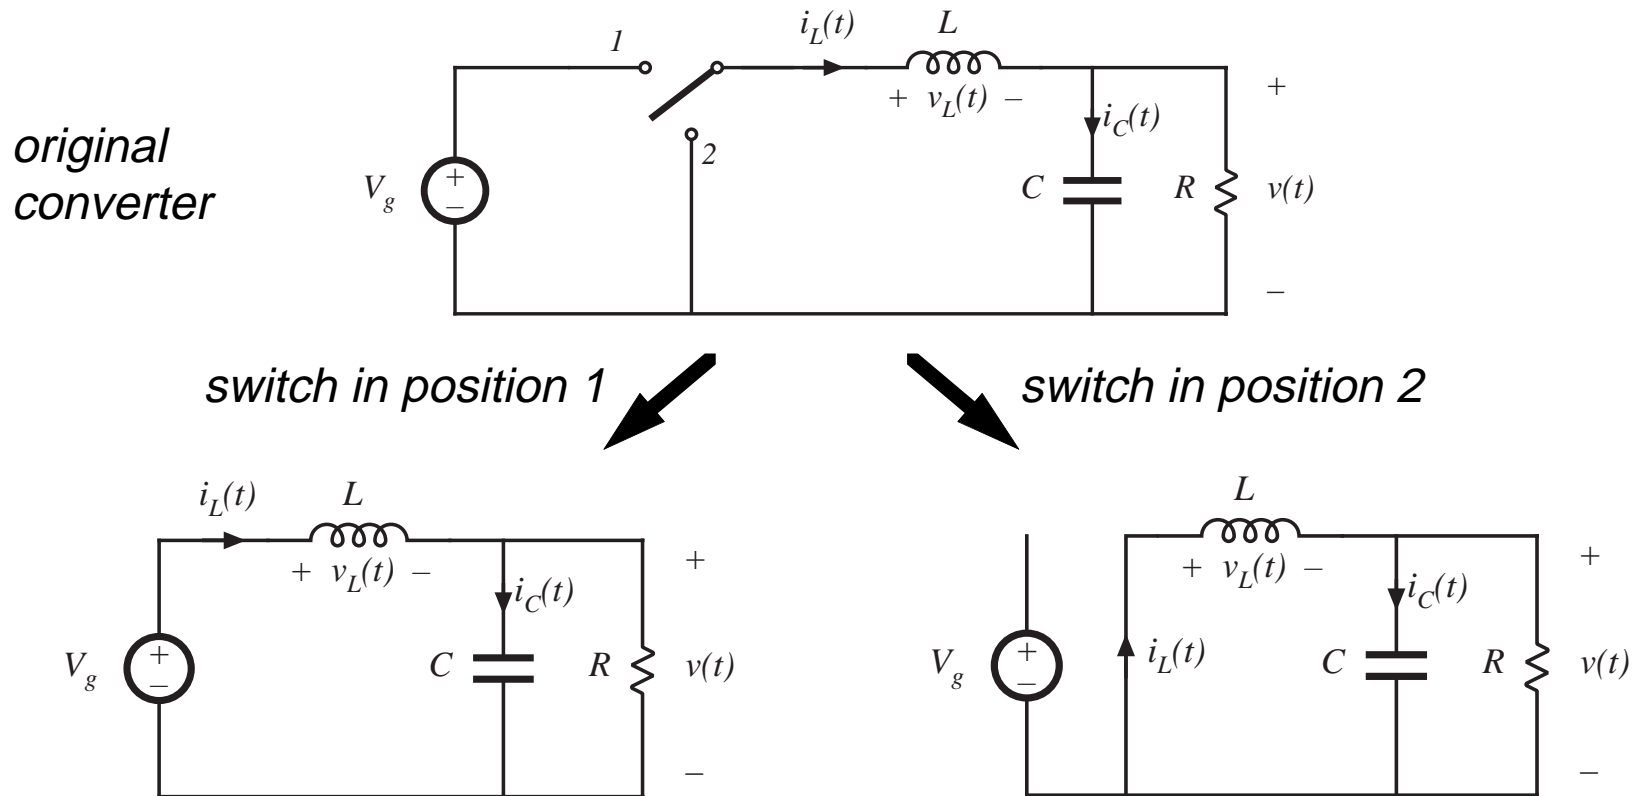 original
converter
1
2
i_L(t)
L
+ v_L(t) –
i_C(t)
V_g
+
–
C
R
+
v(t)
–
switch in position 1
switch in position 2
i_L(t)
L
+ v_L(t) –
i_C(t)
V_g
+
–
C
R
+
v(t)
–
L
+ v_L(t) –
i_C(t)
V_g
+
–
i_L(t)
C
R
+
v(t)
–